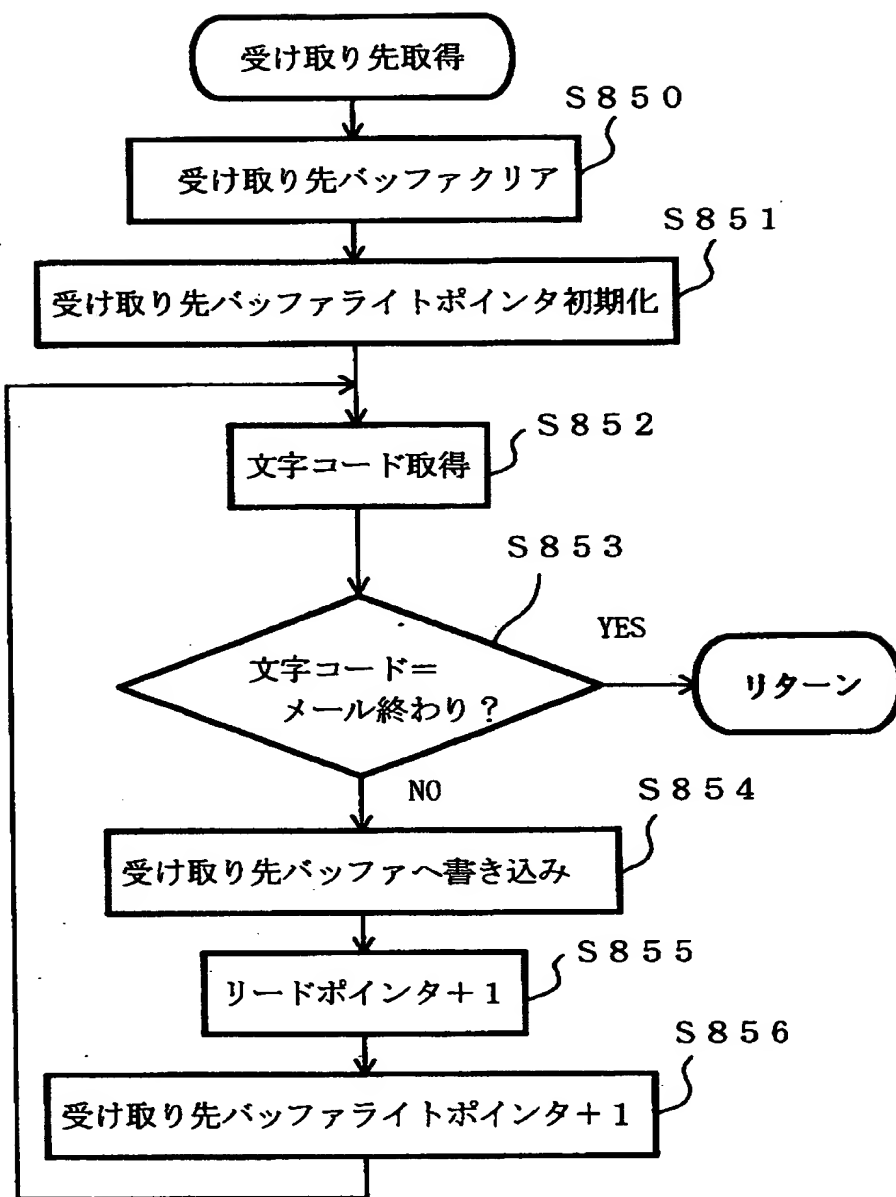 受け取り先取得
S850
受け取り先バッファクリア
S851
受け取り先バッファライトポインタ初期化
S852
文字コード取得
S853
文字コード＝
メール終わり？
YES
リターン
NO
S854
受け取り先バッファへ書き込み
S855
リードポインタ＋1
S856
受け取り先バッファライトポインタ＋1